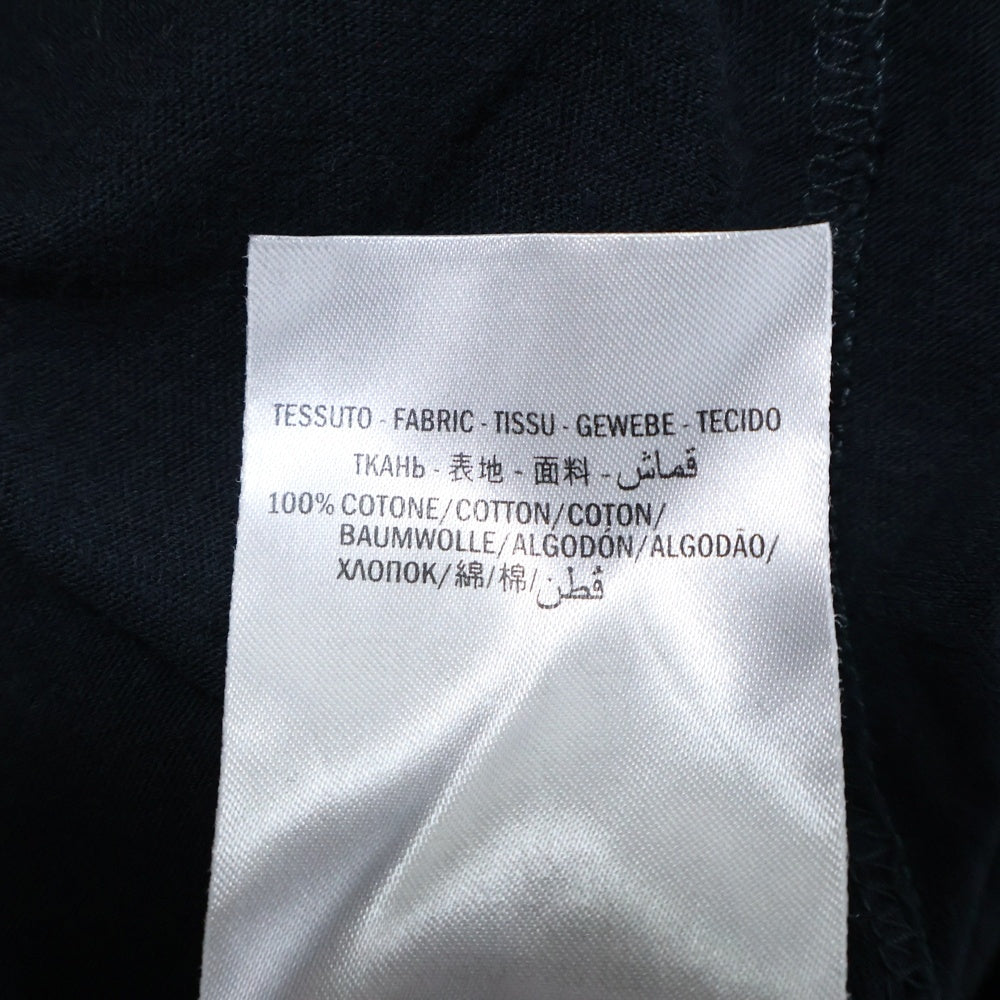 TESSUTO - FABRIC - TISSU - GEWEBE - TECIDO
ТКАНЬ - 表地 - 面料 - قماش
100% COTONE/COTTON/COTON/
BAUMWOLLE/ALGODÓN/ALGODÃO/
ХЛОПОК/綿/棉/قطن